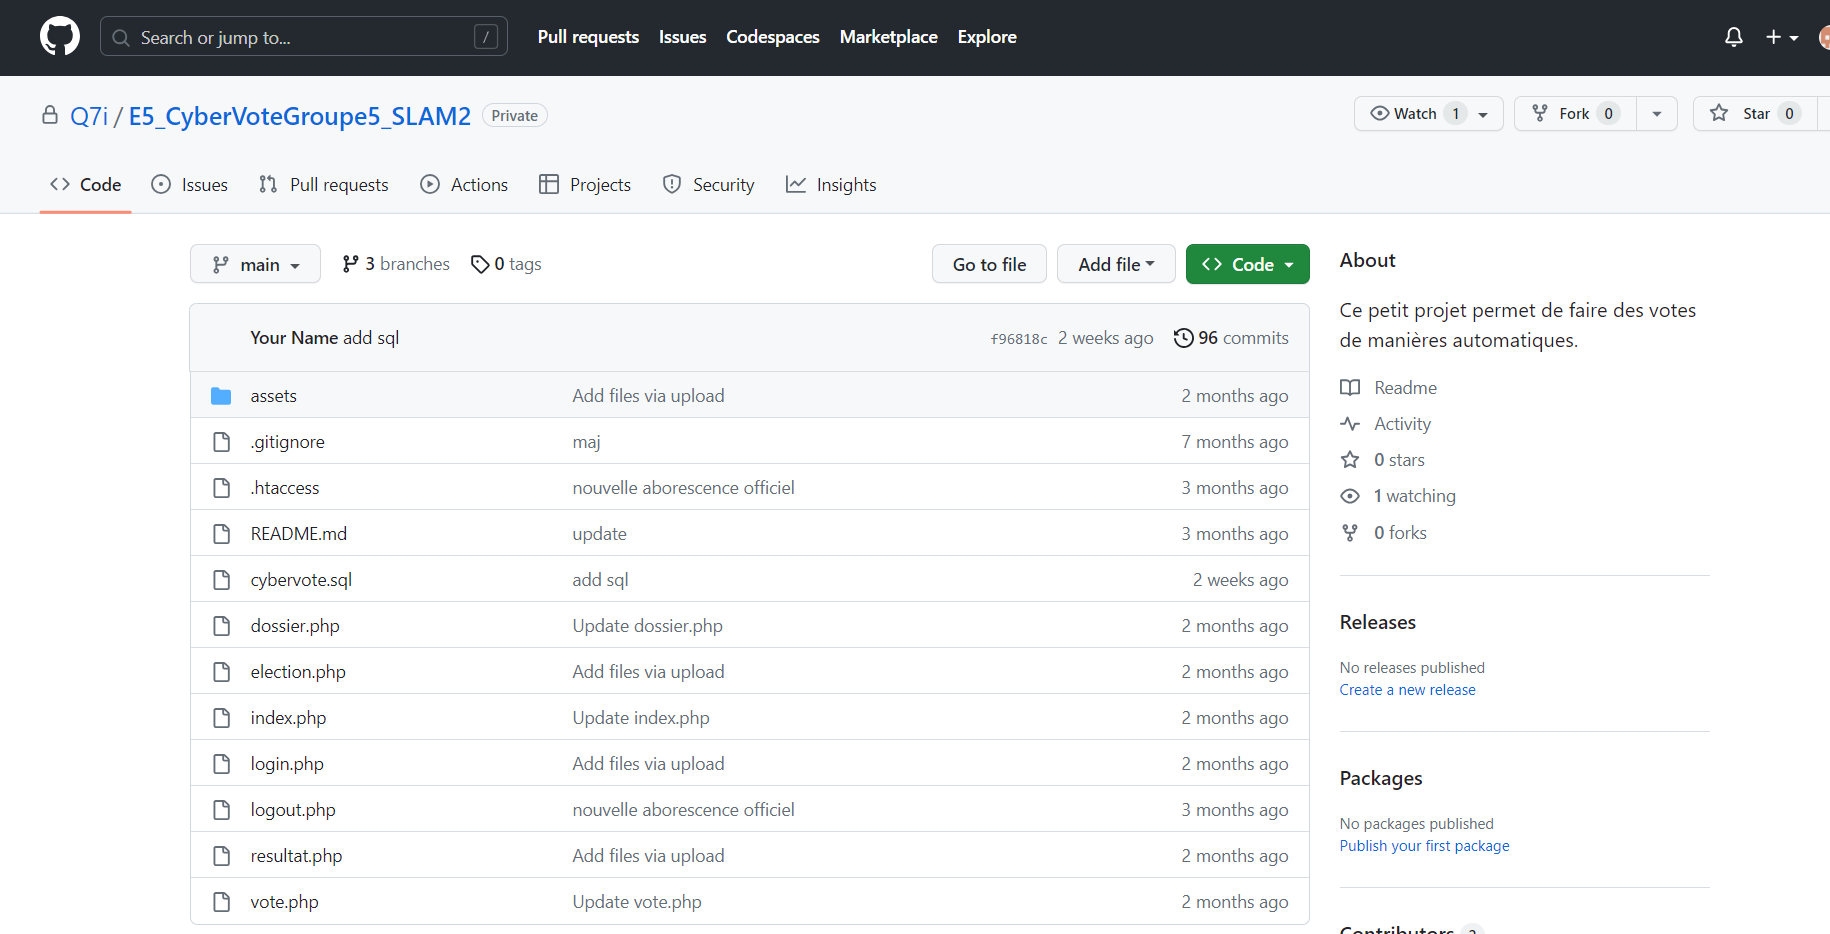 Search or jump to... / Pull requests Issues Codespaces Marketplace Explore
Q7i / E5_CyberVoteGroupe5_SLAM2 Private Watch 1 Fork 0 Star 0
Code Issues Pull requests Actions Projects Security Insights
main 3 branches 0 tags Go to file Add file Code
Your Name add sql f96818c 2 weeks ago 96 commits
assets Add files via upload 2 months ago
.gitignore maj 7 months ago
.htaccess nouvelle aborescence officiel 3 months ago
README.md update 3 months ago
cybervote.sql add sql 2 weeks ago
dossier.php Update dossier.php 2 months ago
election.php Add files via upload 2 months ago
index.php Update index.php 2 months ago
login.php Add files via upload 2 months ago
logout.php nouvelle aborescence officiel 3 months ago
resultat.php Add files via upload 2 months ago
vote.php Update vote.php 2 months ago
About
Ce petit projet permet de faire des votes
de manières automatiques.
Readme
Activity
0 stars
1 watching
0 forks
Releases
No releases published
Create a new release
Packages
No packages published
Publish your first package
Contributors